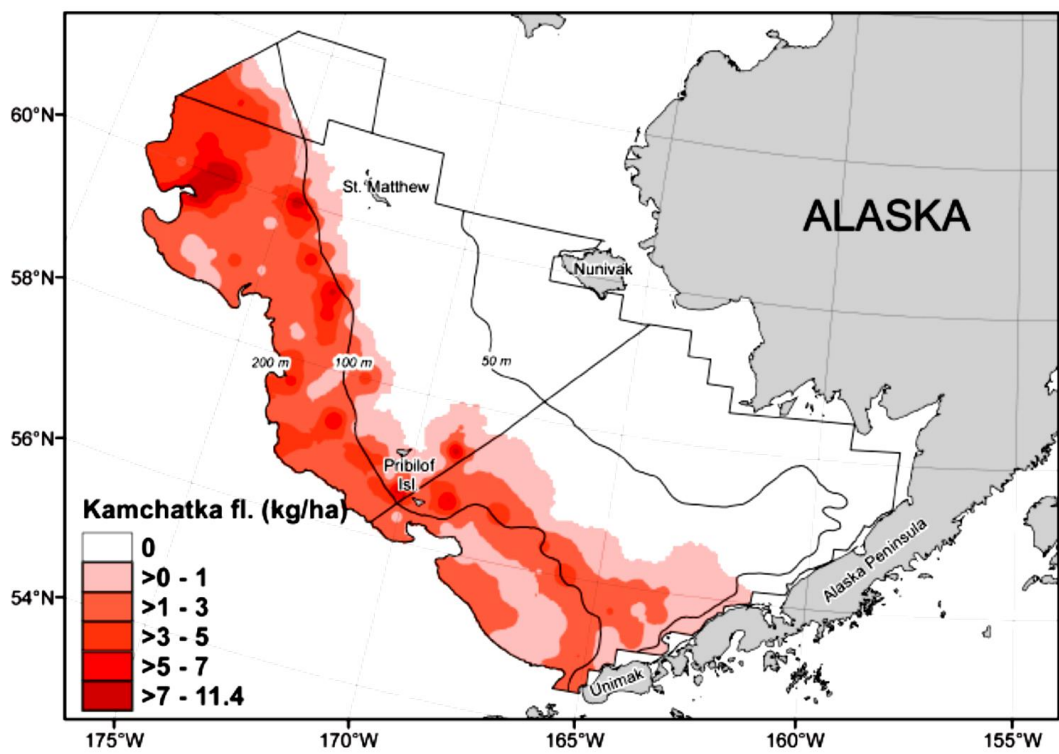 60°N
58°N
56°N
54°N
St. Matthew
ALASKA
Nunivak
200 m
100 m
50 m
Pribilof
Isl.
Alaska Peninsula
Unimak
Kamchatka fl. (kg/ha)
0
>0 - 1
>1 - 3
>3 - 5
>5 - 7
>7 - 11.4
175°W
170°W
165°W
160°W
155°W